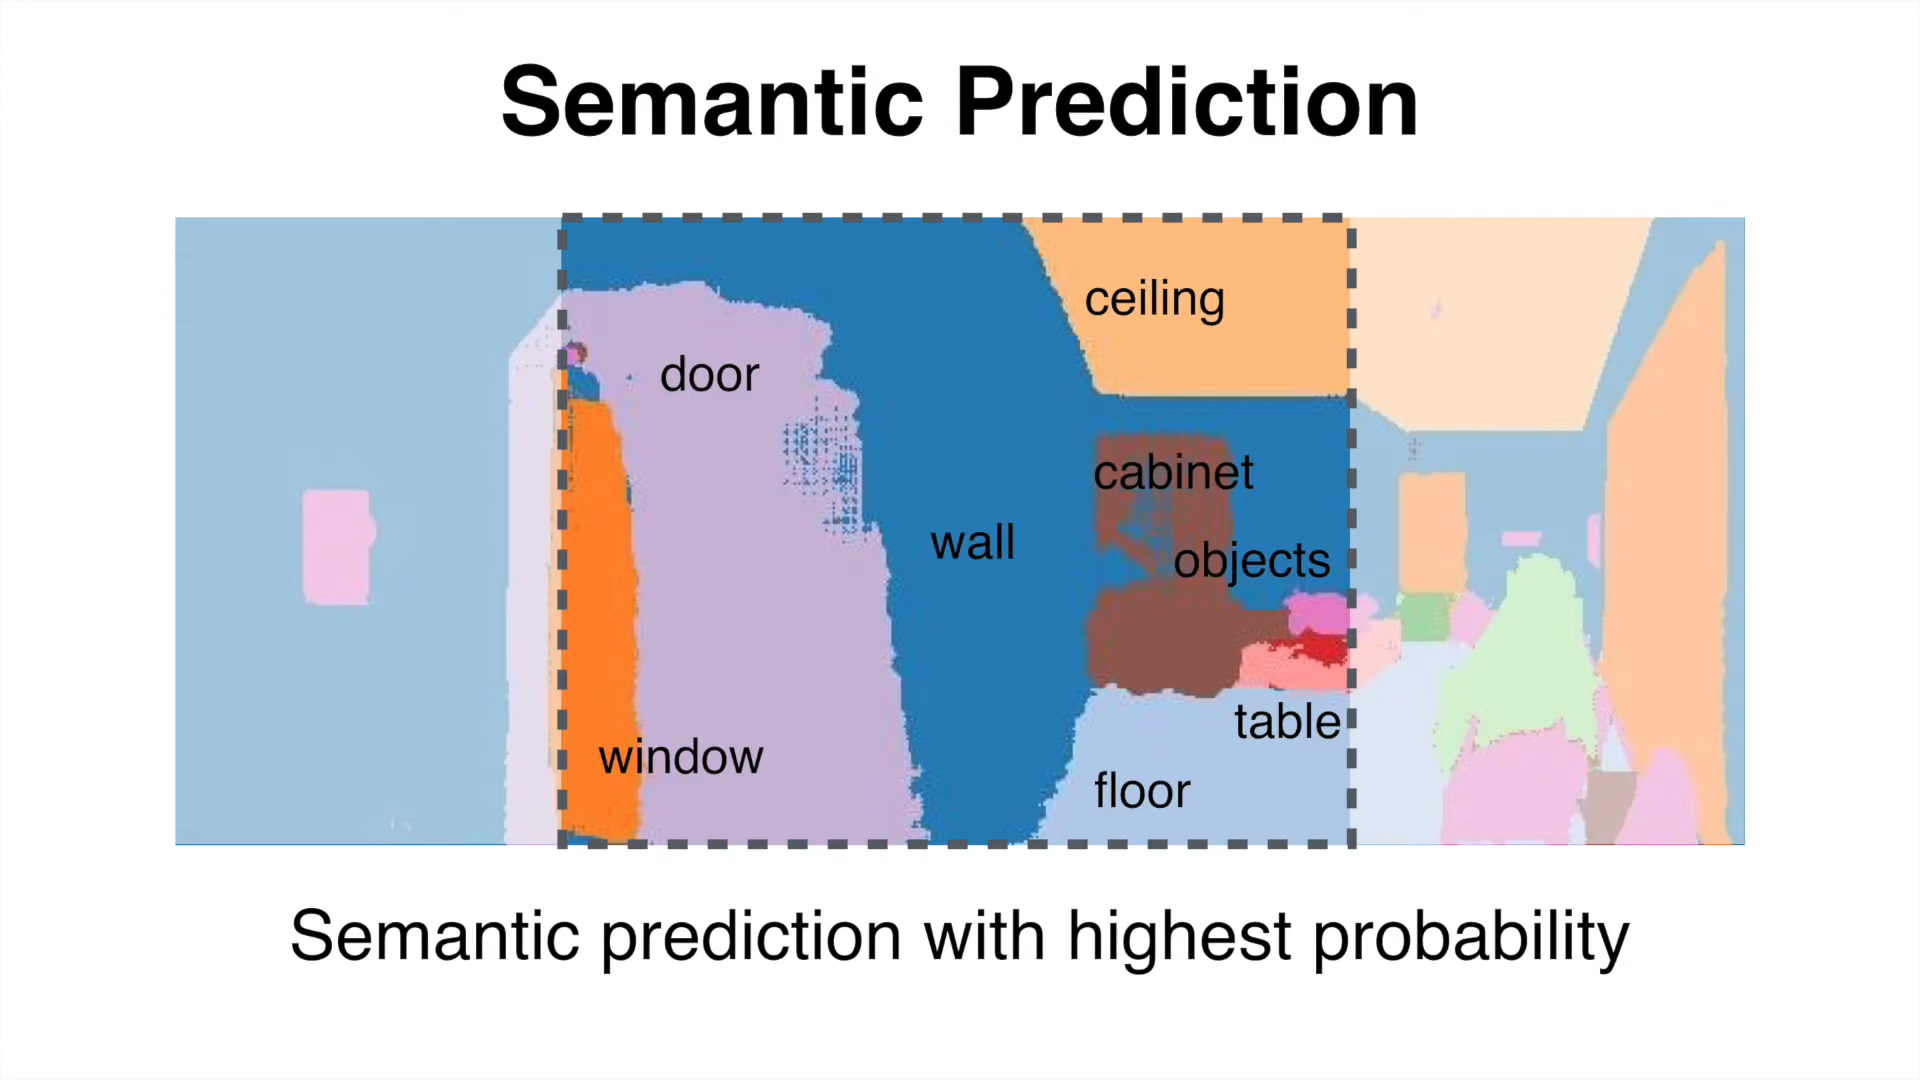 Semantic Prediction
ceiling
door
cabinet
wall
objects
table
window
floor
Semantic prediction with highest probability